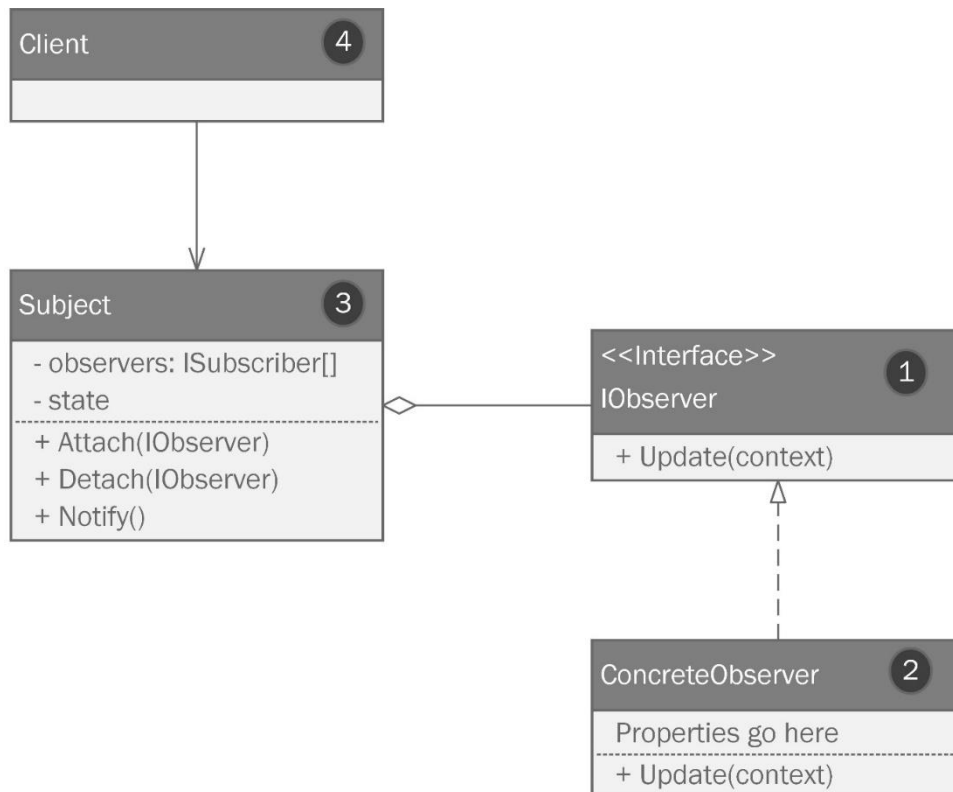 Client
4
Subject
3
- observers: ISubscriber[]
- state
+ Attach(IObserver)
+ Detach(IObserver)
+ Notify()
<<Interface>>
IObserver
1
+ Update(context)
ConcreteObserver
2
Properties go here
+ Update(context)